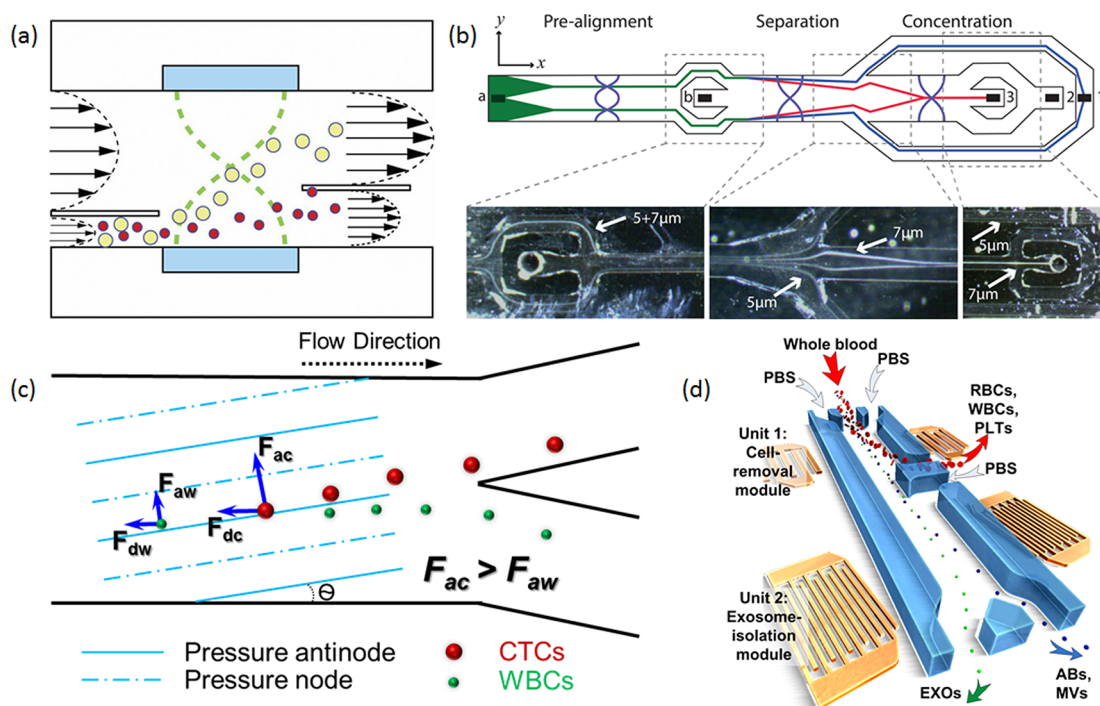 (a)
(b)
Pre-alignment
Separation
Concentration
y
x
a
b
3
2
1
5+7µm
7µm
5µm
5µm
7µm
(c)
Flow Direction
Fac
Faw
Fdw
Fdc
Fac > Faw
Θ
Pressure antinode
Pressure node
CTCs
WBCs
(d)
Whole blood
PBS
PBS
RBCs,
WBCs,
PLTs
Unit 1:
Cell-
removal
module
PBS
Unit 2:
Exosome-
isolation
module
EXOs
ABs,
MVs